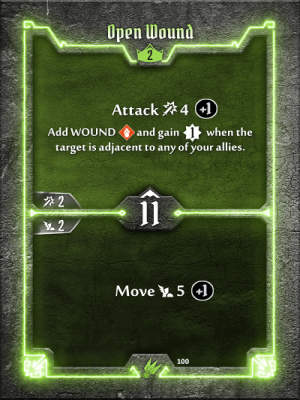 Open Wound
2
Attack 4 +1
Add WOUND and gain 1 when the
target is adjacent to any of your allies.
2
2
11
Move 5 +1
100